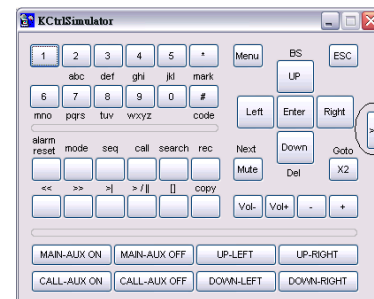 KCtrlSimulator
1 2 3 4 5 * Menu BS ESC
abc def ghi jkl mark UP
6 7 8 9 0 # Left Enter Right
mno pqrs tuv wxyz code >
alarm reset mode seq call search rec Next Down Goto
Mute Del X2
<< >> >| > / || [] copy
Vol- Vol+ - +
MAIN-AUX ON MAIN-AUX OFF UP-LEFT UP-RIGHT
CALL-AUX ON CALL-AUX OFF DOWN-LEFT DOWN-RIGHT